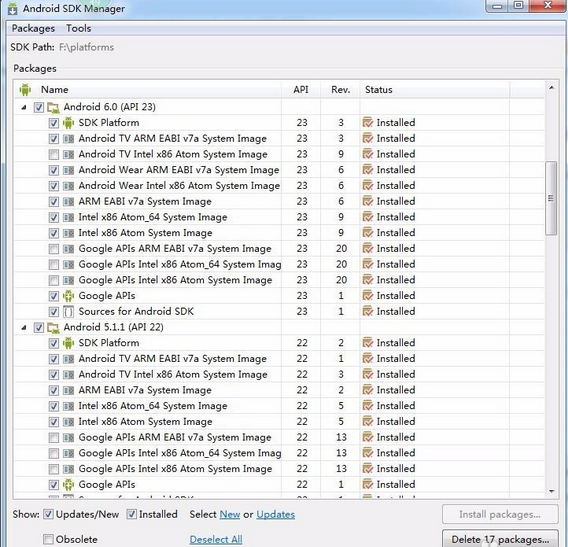 Android SDK Manager
Packages Tools
SDK Path: F:\platforms
Packages
Name API Rev. Status
Android 6.0 (API 23)
SDK Platform 23 3 Installed
Android TV ARM EABI v7a System Image 23 3 Installed
Android TV Intel x86 Atom System Image 23 9 Installed
Android Wear ARM EABI v7a System Image 23 6 Installed
Android Wear Intel x86 Atom System Image 23 6 Installed
ARM EABI v7a System Image 23 6 Installed
Intel x86 Atom_64 System Image 23 9 Installed
Intel x86 Atom System Image 23 9 Installed
Google APIs ARM EABI v7a System Image 23 20 Installed
Google APIs Intel x86 Atom_64 System Imag 23 20 Installed
Google APIs Intel x86 Atom System Image 23 20 Installed
Google APIs 23 1 Installed
Sources for Android SDK 23 1 Installed
Android 5.1.1 (API 22)
SDK Platform 22 2 Installed
Android TV ARM EABI v7a System Image 22 1 Installed
Android TV Intel x86 Atom System Image 22 3 Installed
ARM EABI v7a System Image 22 2 Installed
Intel x86 Atom_64 System Image 22 5 Installed
Intel x86 Atom System Image 22 5 Installed
Google APIs ARM EABI v7a System Image 22 13 Installed
Google APIs Intel x86 Atom_64 System Imag 22 13 Installed
Google APIs Intel x86 Atom System Image 22 13 Installed
Google APIs 22 1 Installed
Show: Updates/New Installed Select New or Updates Install packages...
Obsolete Deselect All Delete 17 packages...